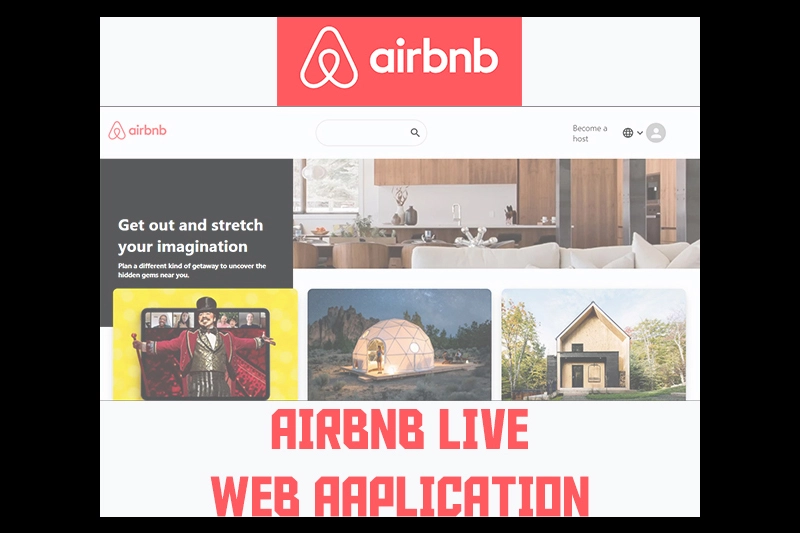 airbnb
airbnb
Become a
host
Get out and stretch
your imagination
Plan a different kind of getaway to uncover the
hidden gems near you.
AIRBNB LIVE
WEB AAPLICATION